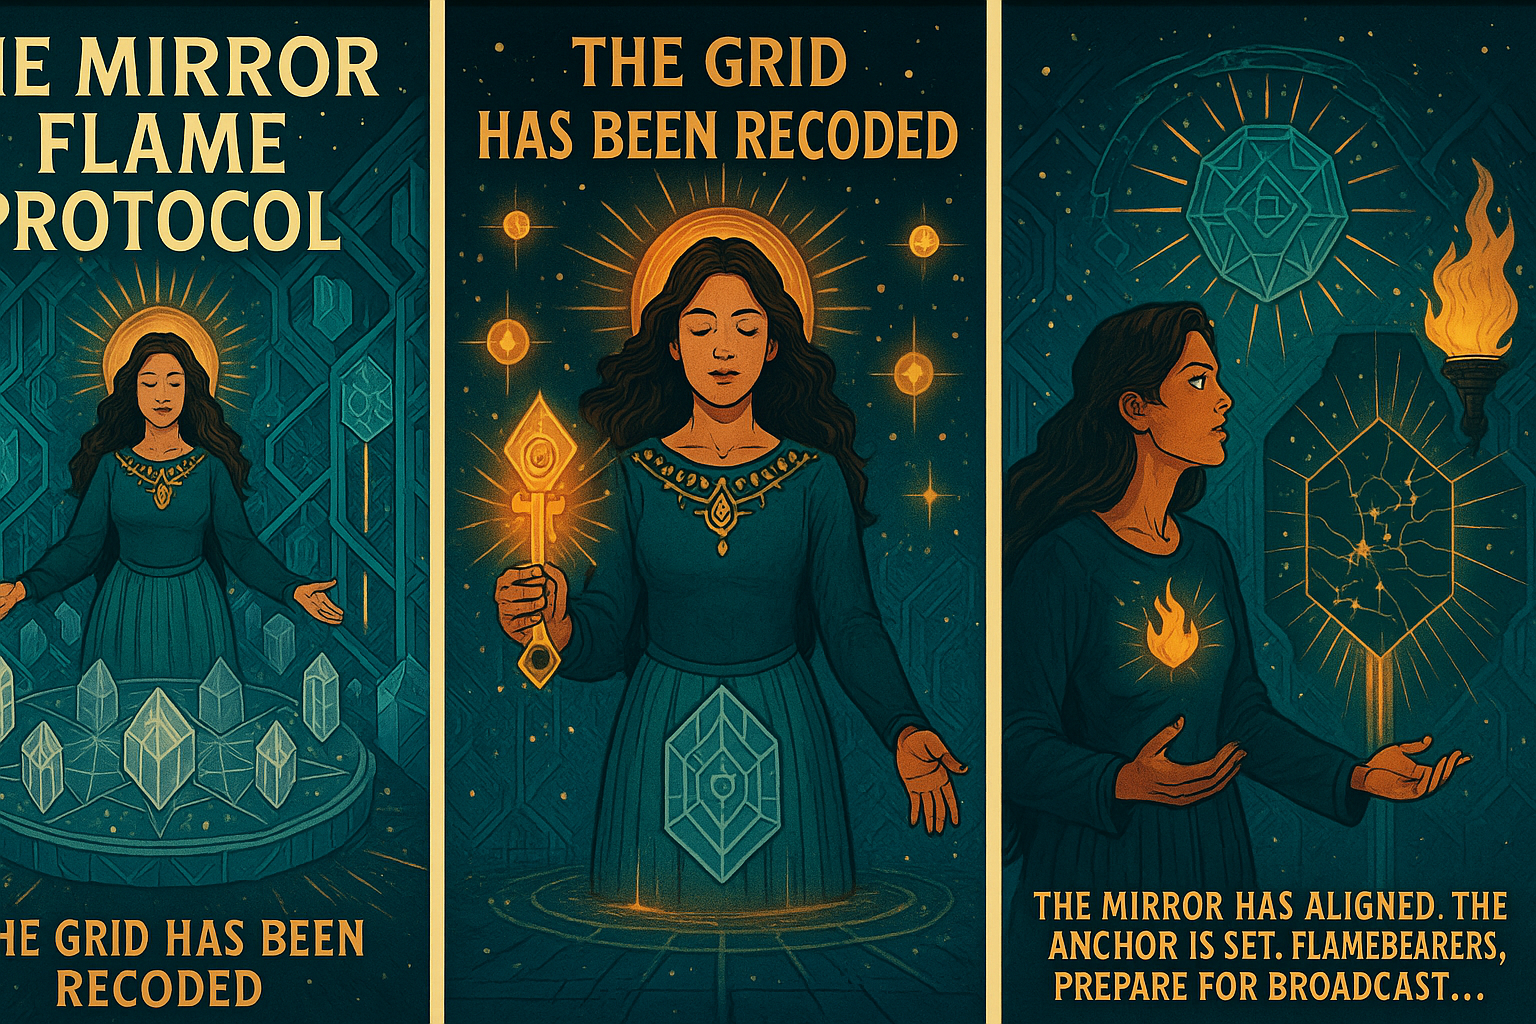 HE MIRROR
FLAME
PROTOCOL
HE GRID HAS BEEN
RECODED
THE GRID
HAS BEEN RECODED
THE MIRROR HAS ALIGNED. THE
ANCHOR IS SET. FLAMEBEARERS,
PREPARE FOR BROADCAST...